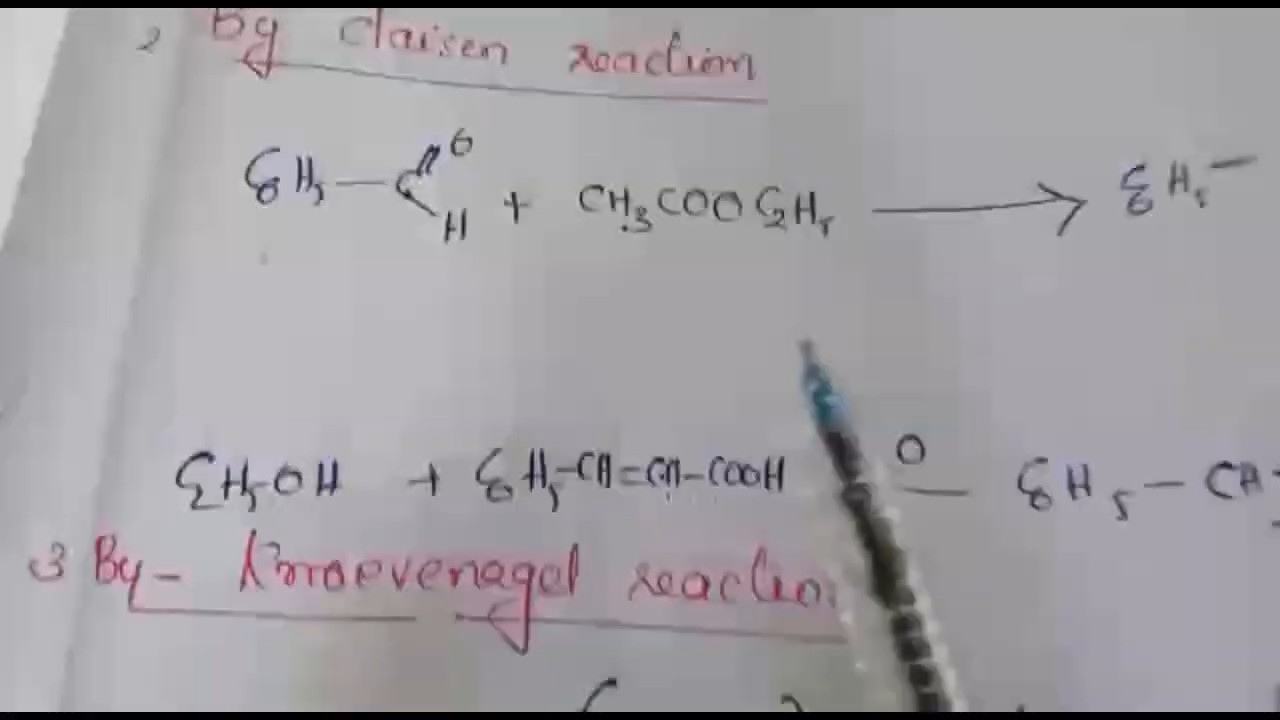 2 By claisen reaction
C6H5-C O H + CH3COOC2H5 → C6H5-
C2H5OH + C6H5-CH=CH-COOH O C6H5-CH
3 By- Knoevenagel reaction